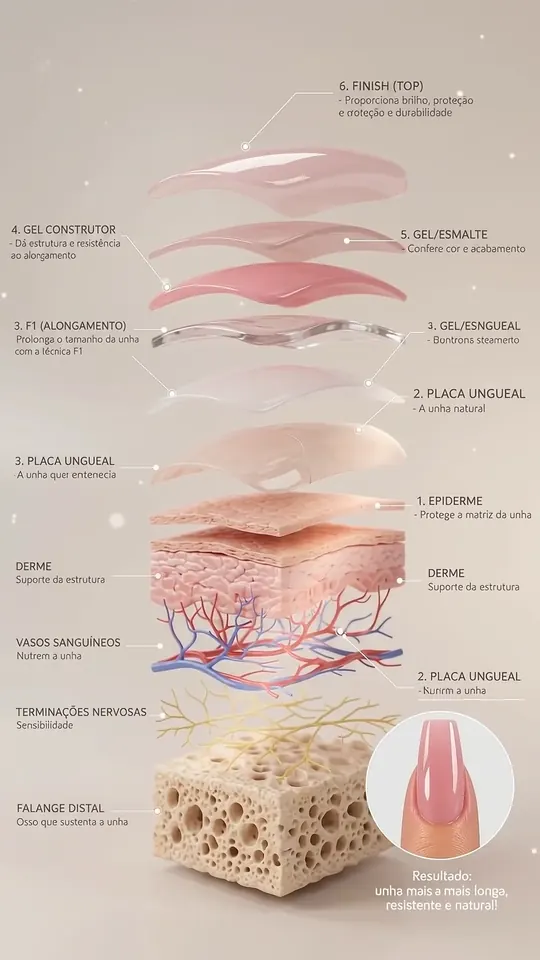 6. FINISH (TOP)
- Proporciona brilho, proteção
e croteção e durabilidade
4. GEL CONSTRUTOR
- Dá estrutura e resistência
ao alongamento
5. GEL/ESMALTE
- Confere cor e acabamento
3. F1 (ALONGAMENTO)
Prolonga o tamanho da unha
com a lécnica F1
3. GEL/ESNGUEAL
- Buntrons steamerto
2. PLACA UNGUEAL
- A unha natural
3. PLACA UNGUEAL
A unha quer entenecia
1. EPIDERME
- Protege a matriz da unha
DERME
Suporte da estrutura
DERME
Suporte da estrutura
VASOS SANGUÍNEOS
Nutrem a unha
2. PLACA UNGUEAL
- Kurirm a unha
TERMINAÇÕES NERVOSAS
Sensibilidade
FALANGE DISTAL
Osso que sustenta a unha
Resultado:
unha mais a mais longa,
resistente e natural!